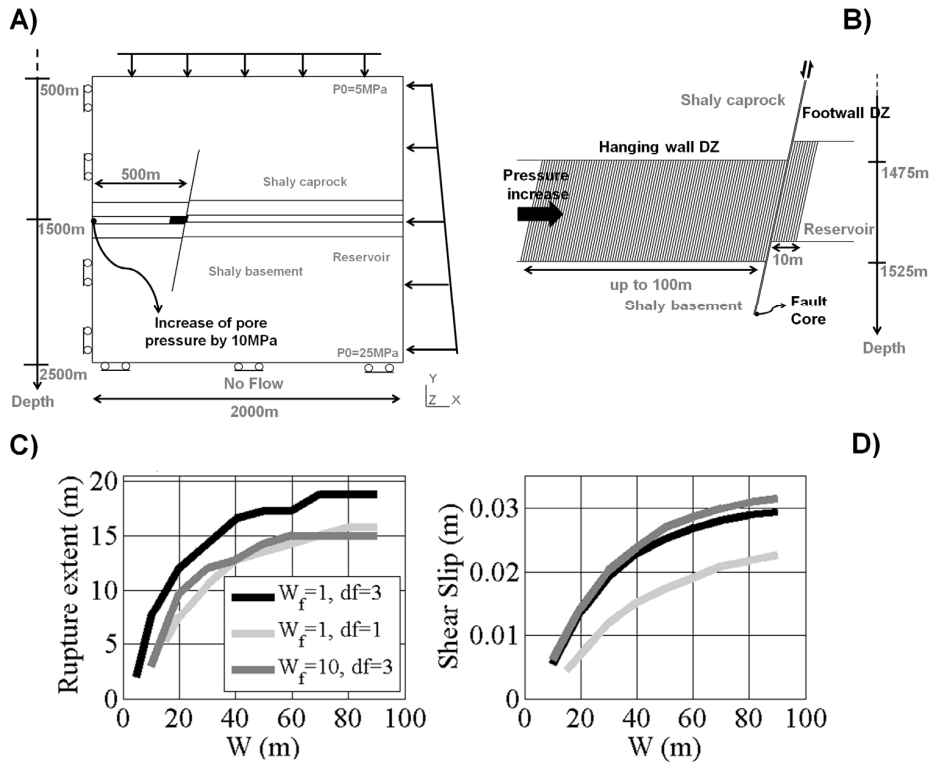 A)
500m
P0=5MPa
500m
Shaly caprock
1500m
Reservoir
Shaly basement
Increase of pore
pressure by 10MPa
P0=25MPa
2500m
No Flow
Depth
2000m
Y
Z X
B)
Shaly caprock
Footwall DZ
Hanging wall DZ
1475m
Pressure
increase
Reservoir
10m
1525m
up to 100m
Shaly basement
Fault
Core
Depth
C)
20
15
10
5
0
Rupture extent (m)
Wf=1, df=3
Wf=1, df=1
Wf=10, df=3
0 20 40 60 80 100
W (m)
D)
0.03
0.02
0.01
0
Shear Slip (m)
0 20 40 60 80 100
W (m)